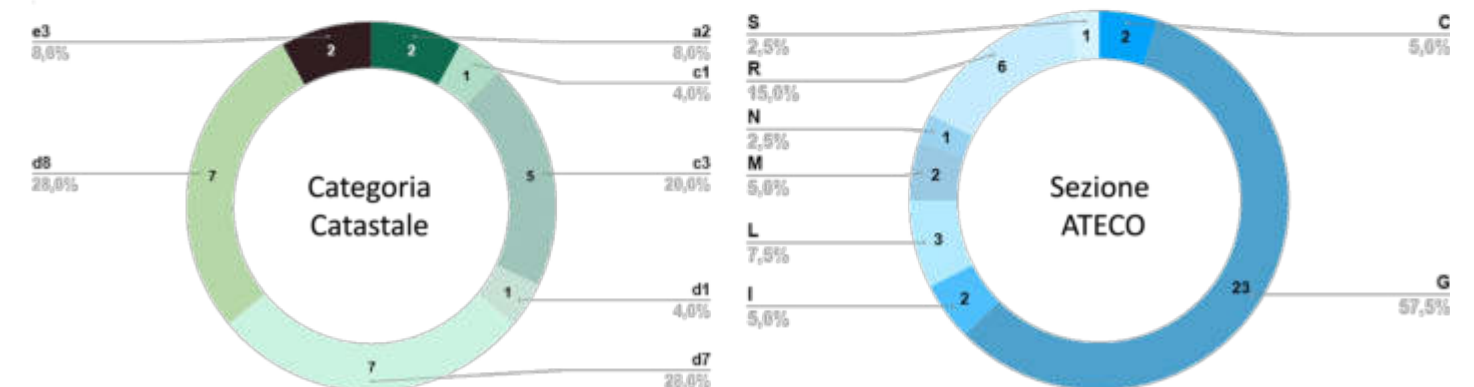 e3
8,0%
2
2
a2
8,0%
1
c1
4,0%
d8
28,0%
7
Categoria
Catastale
5
c3
20,0%
1
d1
4,0%
7
d7
28,0%
S
2,5%
1
2
C
5,0%
R
15,0%
6
N
2,5%
1
M
5,0%
2
Sezione
ATECO
L
7,5%
3
I
5,0%
2
23
G
57,5%